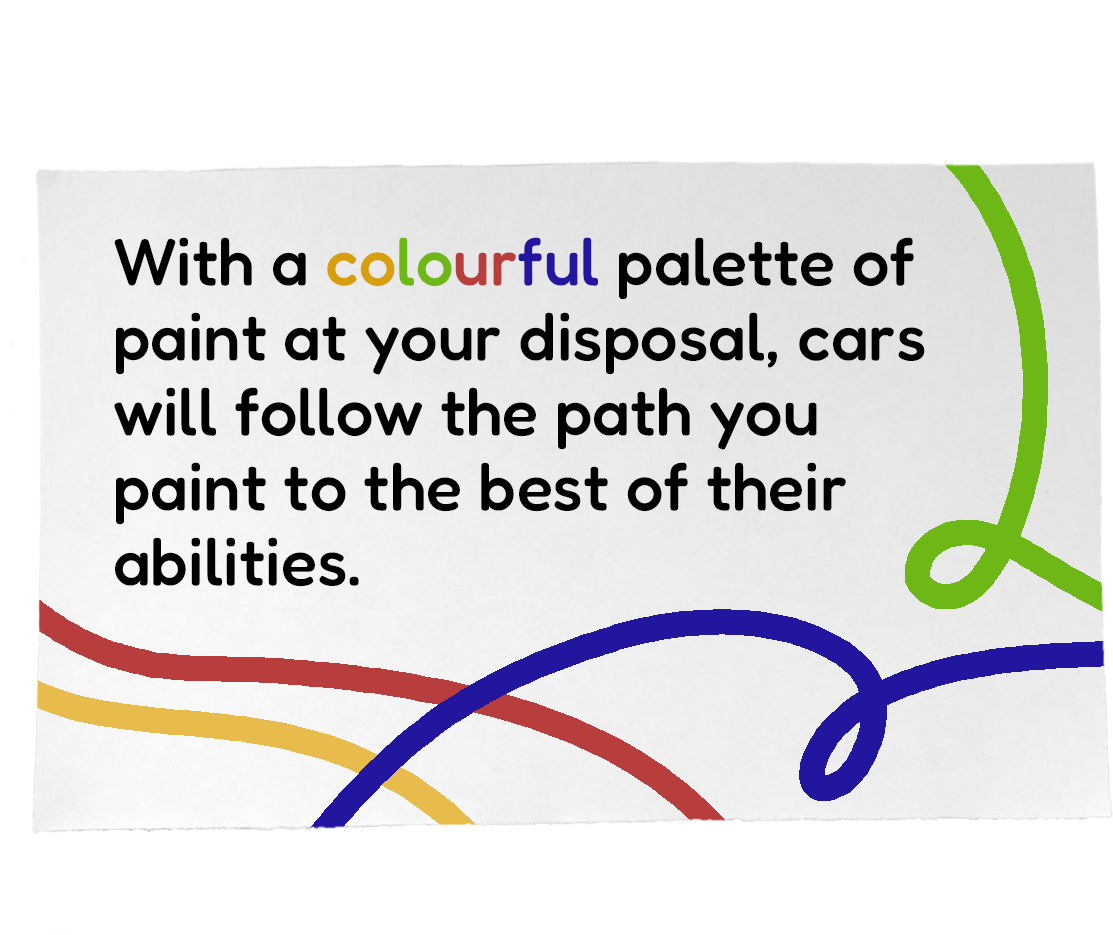 With a colourful palette of
paint at your disposal, cars
will follow the path you
paint to the best of their
abilities.